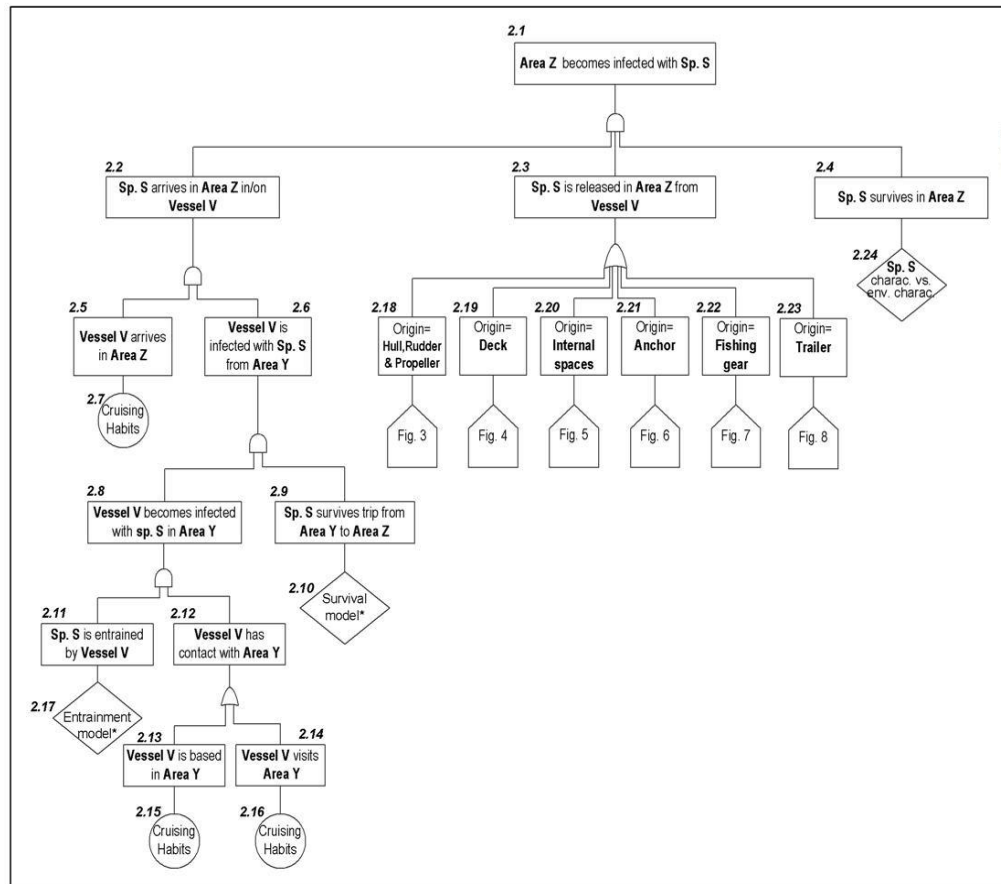 2.1
Area Z becomes infected with Sp. S
2.2
Sp. S arrives in Area Z in/on
Vessel V
2.3
Sp. S is released in Area Z from
Vessel V
2.4
Sp. S survives in Area Z
2.24
Sp. S
charac. vs.
env. charac.
2.5
Vessel V arrives
in Area Z
2.6
Vessel V is
infected with Sp. S
from Area Y
2.7
Cruising
Habits
2.18
Origin=
Hull,Rudder
& Propeller
2.19
Origin=
Deck
2.20
Origin=
Internal
spaces
2.21
Origin=
Anchor
2.22
Origin=
Fishing
gear
2.23
Origin=
Trailer
Fig. 3
Fig. 4
Fig. 5
Fig. 6
Fig. 7
Fig. 8
2.8
Vessel V becomes infected
with sp. S in Area Y
2.9
Sp. S survives trip from
Area Y to Area Z
2.10
Survival
model*
2.11
Sp. S is entrained
by Vessel V
2.12
Vessel V has
contact with Area Y
2.17
Entrainment
model*
2.13
Vessel V is based
in Area Y
2.14
Vessel V visits
Area Y
2.15
Cruising
Habits
2.16
Cruising
Habits